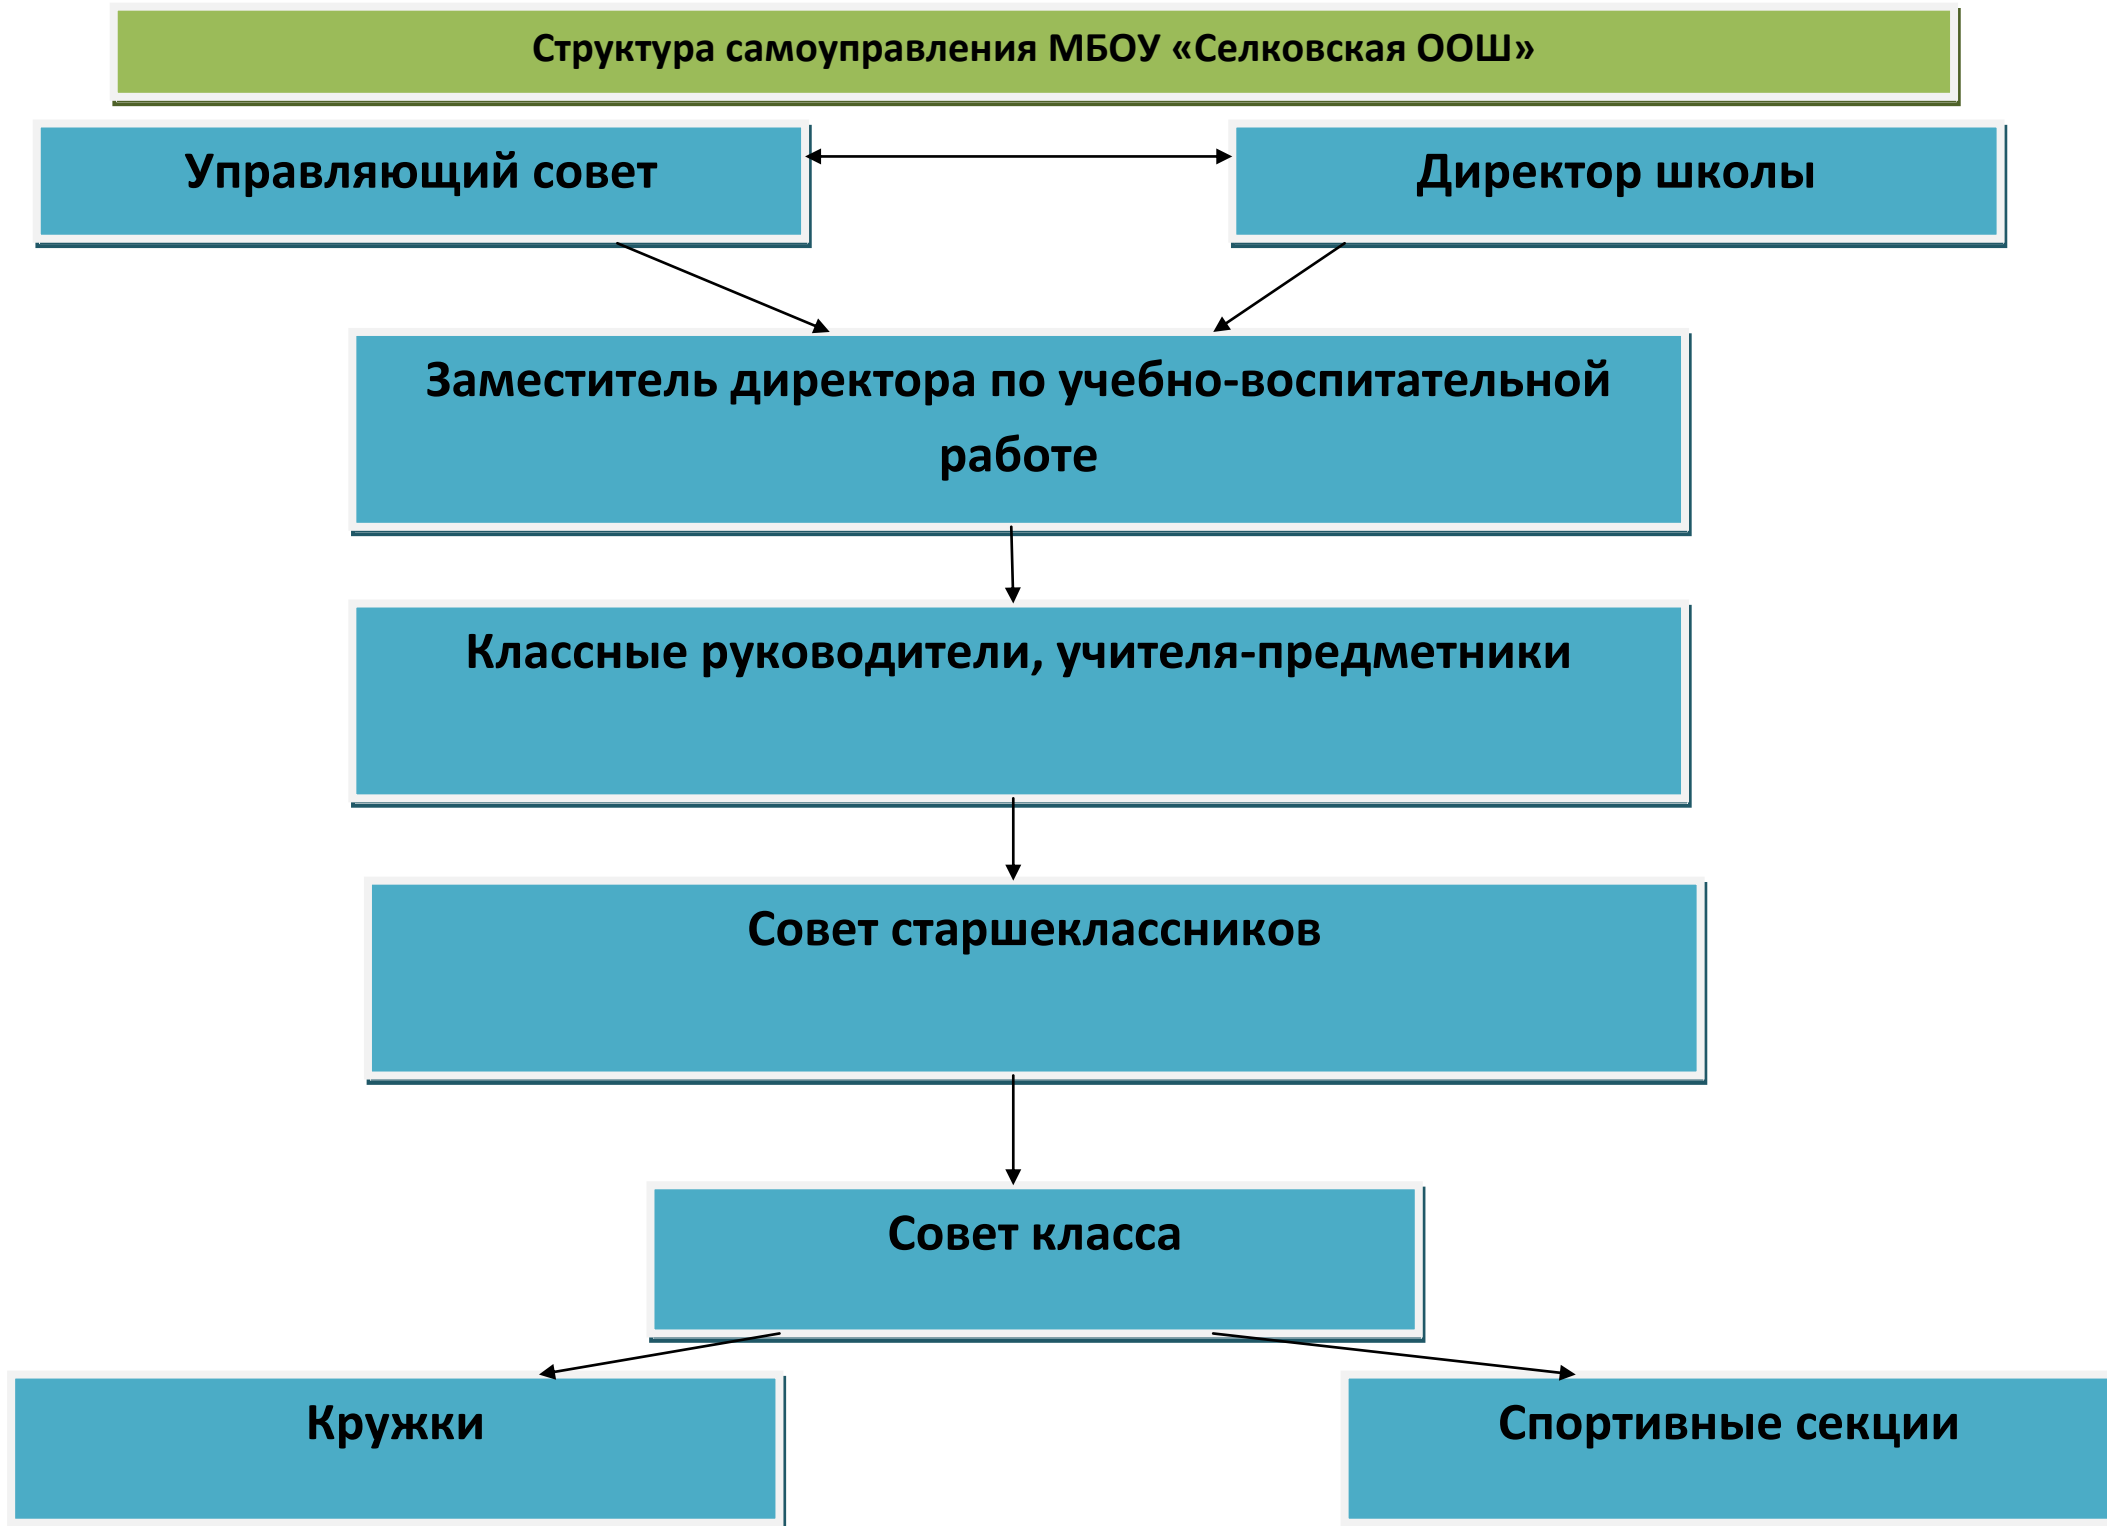 Структура самоуправления МБОУ «Селковская ООШ»
Управляющий совет
Директор школы
Заместитель директора по учебно-воспитательной
работе
Классные руководители, учителя-предметники
Совет старшеклассников
Совет класса
Кружки
Спортивные секции